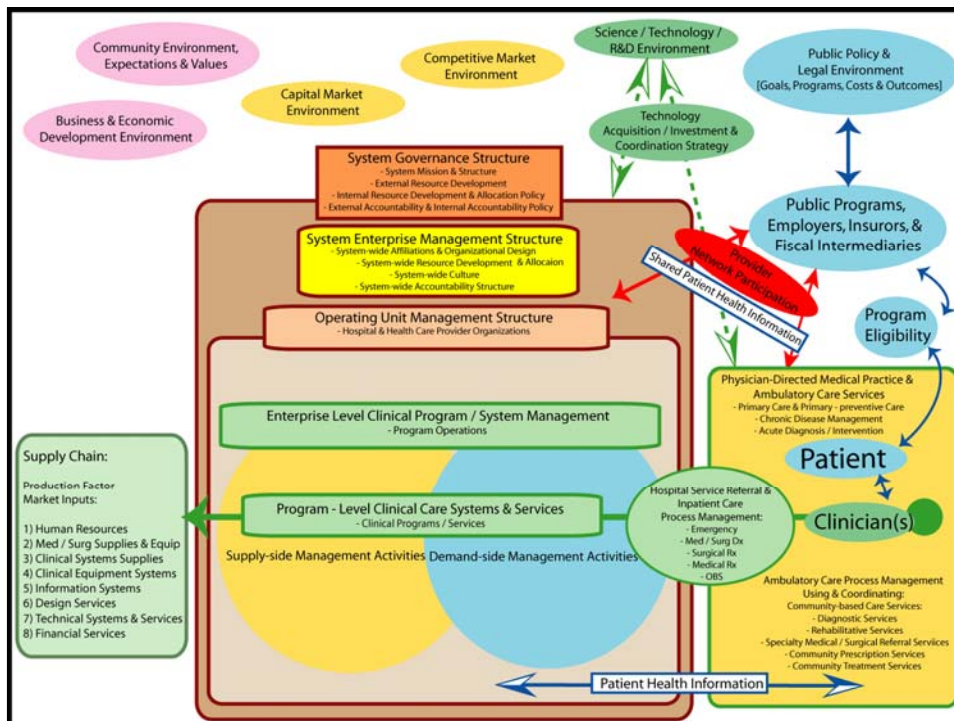 Community Environment,
Expectations & Values
Business & Economic
Development Environment
Capital Market
Environment
Competitive Market
Environment
Science / Technology /
R&D Environment
Technology
Acquisition / Investment &
Coordination Strategy
Public Policy &
Legal Environment
[Goals, Programs, Costs & Outcomes]
Public Programs,
Employers, Insurors, &
Fiscal Intermediaries
Program
Eligibility
Provider
Network Participation
Shared Patient Health Information
System Governance Structure
- System Mission & Structure
- External Resource Development
- Internal Resource Development & Allocation Policy
- External Accountability & Internal Accountability Policy
System Enterprise Management Structure
- System-wide Affiliations & Organizational Design
- System-wide Resource Development & Allocaion
- System-wide Culture
- System-wide Accountability Structure
Operating Unit Management Structure
- Hospital & Health Care Provider Organizations
Enterprise Level Clinical Program / System Management
- Program Operations
Program - Level Clinical Care Systems & Services
- Clinical Programs / Services
Supply-side Management Activities
Demand-side Management Activities
Supply Chain:
Production Factor
Market Inputs:
1) Human Resources
2) Med / Surg Supplies & Equip
3) Clinical Systems Supplies
4) Clinical Equipment Systems
5) Information Systems
6) Design Services
7) Technical Systems & Services
8) Financial Services
Hospital Service Referral &
Inpatient Care
Process Management:
- Emergency
- Med / Surg Dx
- Surgical Rx
- Medical Rx
- OBS
Physician-Directed Medical Practice &
Ambulatory Care Services
- Primary Care & Primary - preventive Care
- Chronic Disease Management
- Acute Diagnosis / Intervention
Patient
Clinician(s)
Ambulatory Care Process Management
Using & Coordinating:
Community-based Care Services:
- Diagnostic Services
- Rehabilitative Services
- Specialty Medical / Surgical Referral Services
- Community Prescription Services
- Community Treatment Services
Patient Health Information